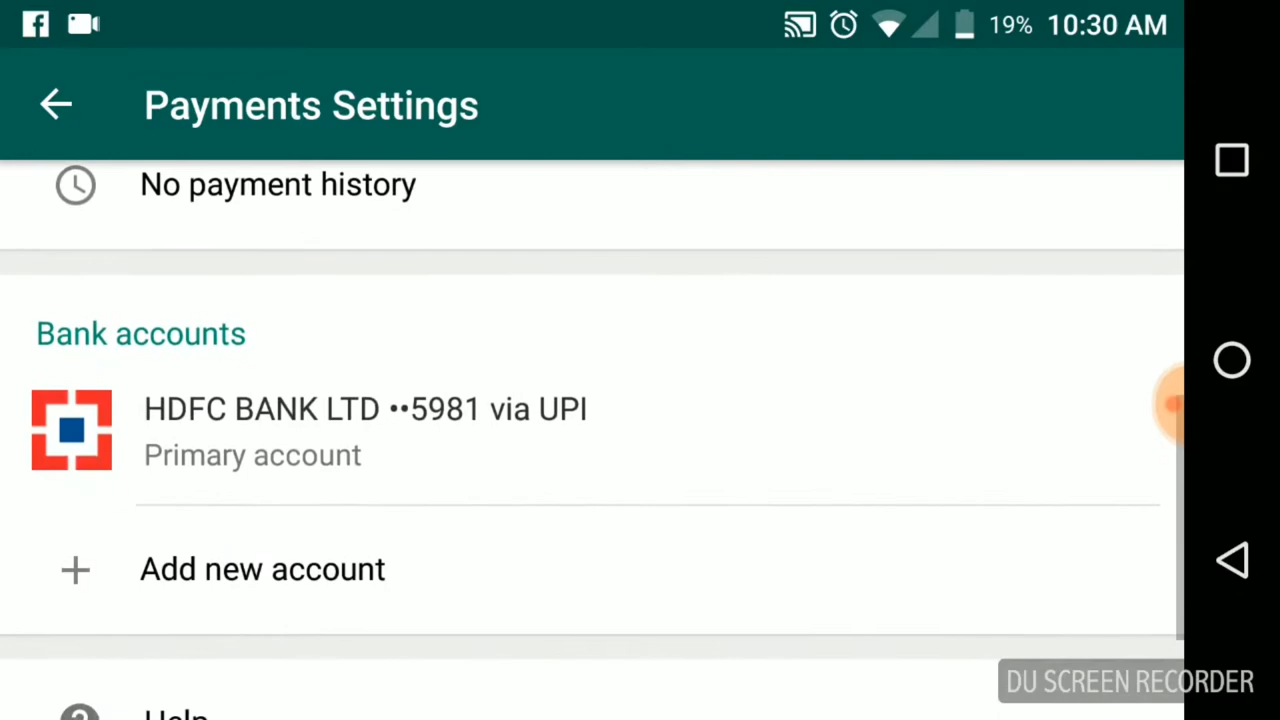 19% 10:30 AM
Payments Settings
No payment history
Bank accounts
HDFC BANK LTD ••5981 via UPI
Primary account
Add new account
Help
DU SCREEN RECORDER